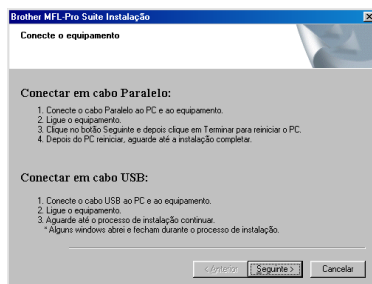 Brother MFL-Pro Suite Instalação
Conecte o equipamento
Conectar em cabo Paralelo:
1. Conecte o cabo Paralelo ao PC e ao equipamento.
2. Ligue o equipamento.
3. Clique no botão Seguinte e depois clique em Terminar para reiniciar o PC.
4. Depois do PC reiniciar, aguarde até a instalação completar.
Conectar em cabo USB:
1. Conecte o cabo USB ao PC e ao equipamento.
2. Ligue o equipamento.
3. Aguarde até o processo de instalação continuar.
* Alguns windows abrei e fecham durante o processo de instalação.
< Anterior Seguinte > Cancelar